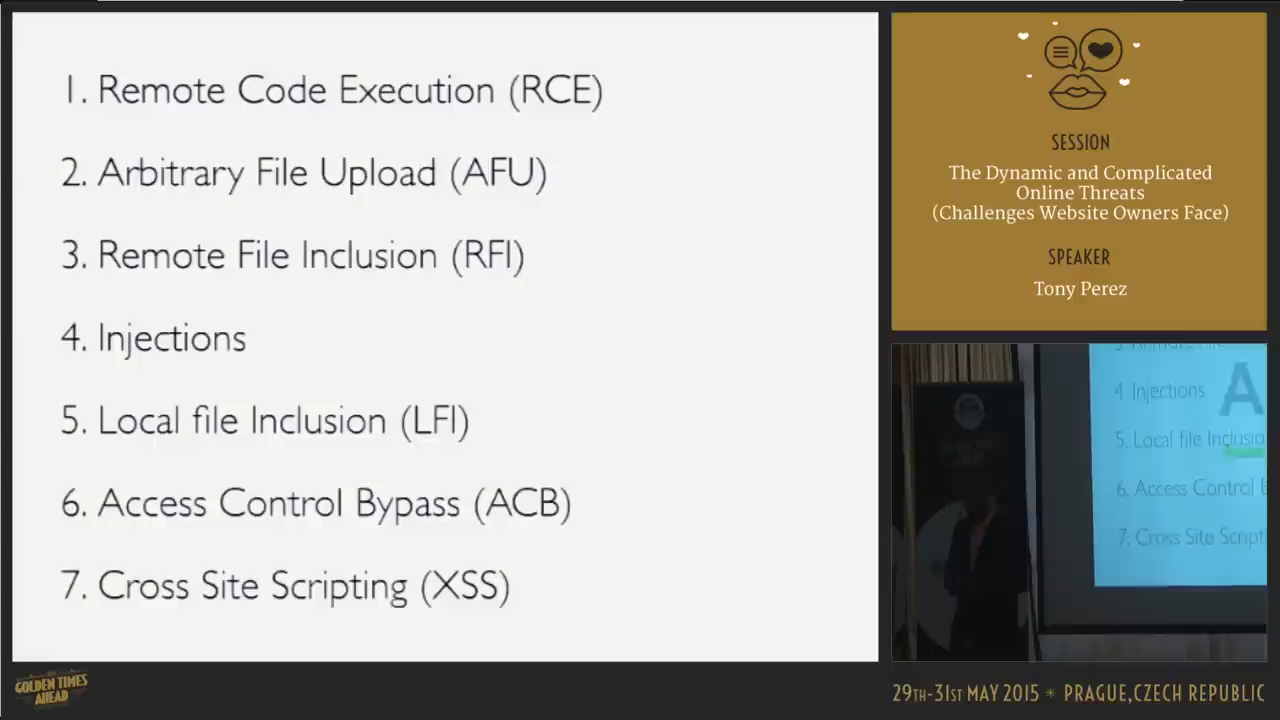 1. Remote Code Execution (RCE)
2. Arbitrary File Upload (AFU)
3. Remote File Inclusion (RFI)
4. Injections
5. Local file Inclusion (LFI)
6. Access Control Bypass (ACB)
7. Cross Site Scripting (XSS)
SESSION
The Dynamic and Complicated
Online Threats
(Challenges Website Owners Face)
SPEAKER
Tony Perez
4 Injections
A
5. Local file Inclusio
6. Access Control
7. Cross Site Script
GOLDEN TIMES
AHEAD
29TH-31ST MAY 2015 * PRAGUE,CZECH REPUBLIC